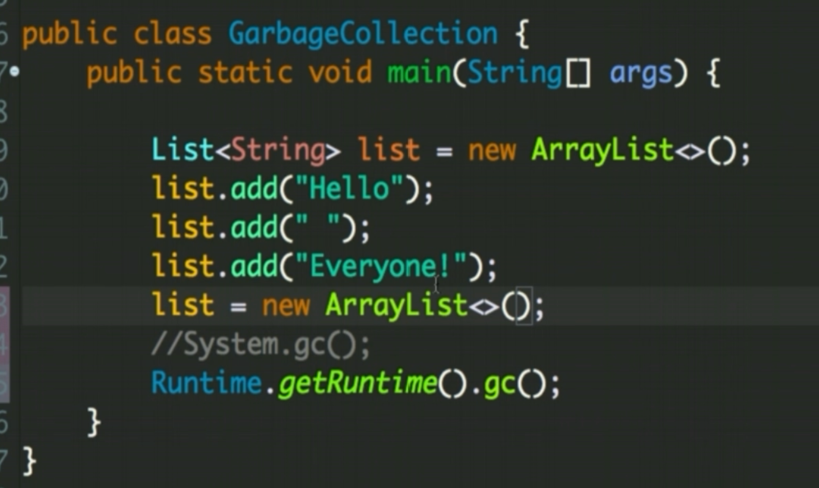 6 public class GarbageCollection {
7 public static void main(String[] args) {
8
9 List<String> list = new ArrayList<>();
0 list.add("Hello");
1 list.add(" ");
2 list.add("Everyone!");
3 list = new ArrayList<>();
4 //System.gc();
5 Runtime.getRuntime().gc();
6 }
7 }